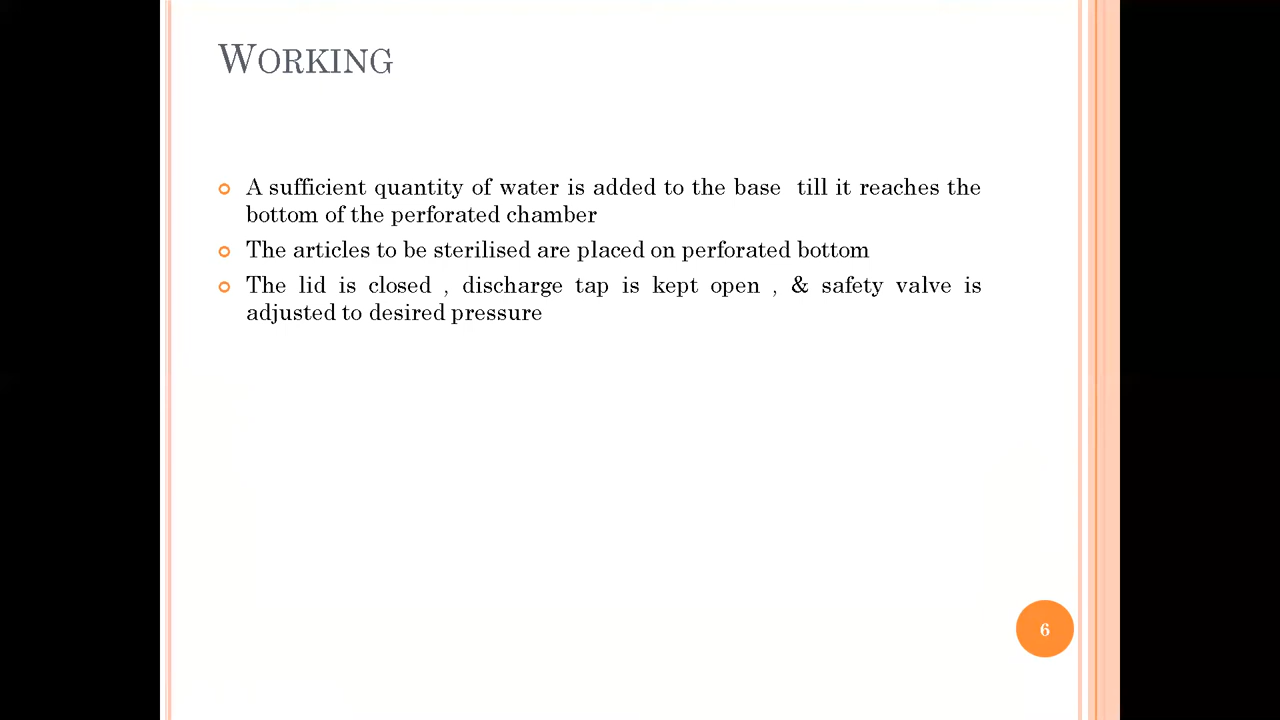 WORKING
A sufficient quantity of water is added to the base till it reaches the
bottom of the perforated chamber
The articles to be sterilised are placed on perforated bottom
The lid is closed , discharge tap is kept open , & safety valve is
adjusted to desired pressure
6